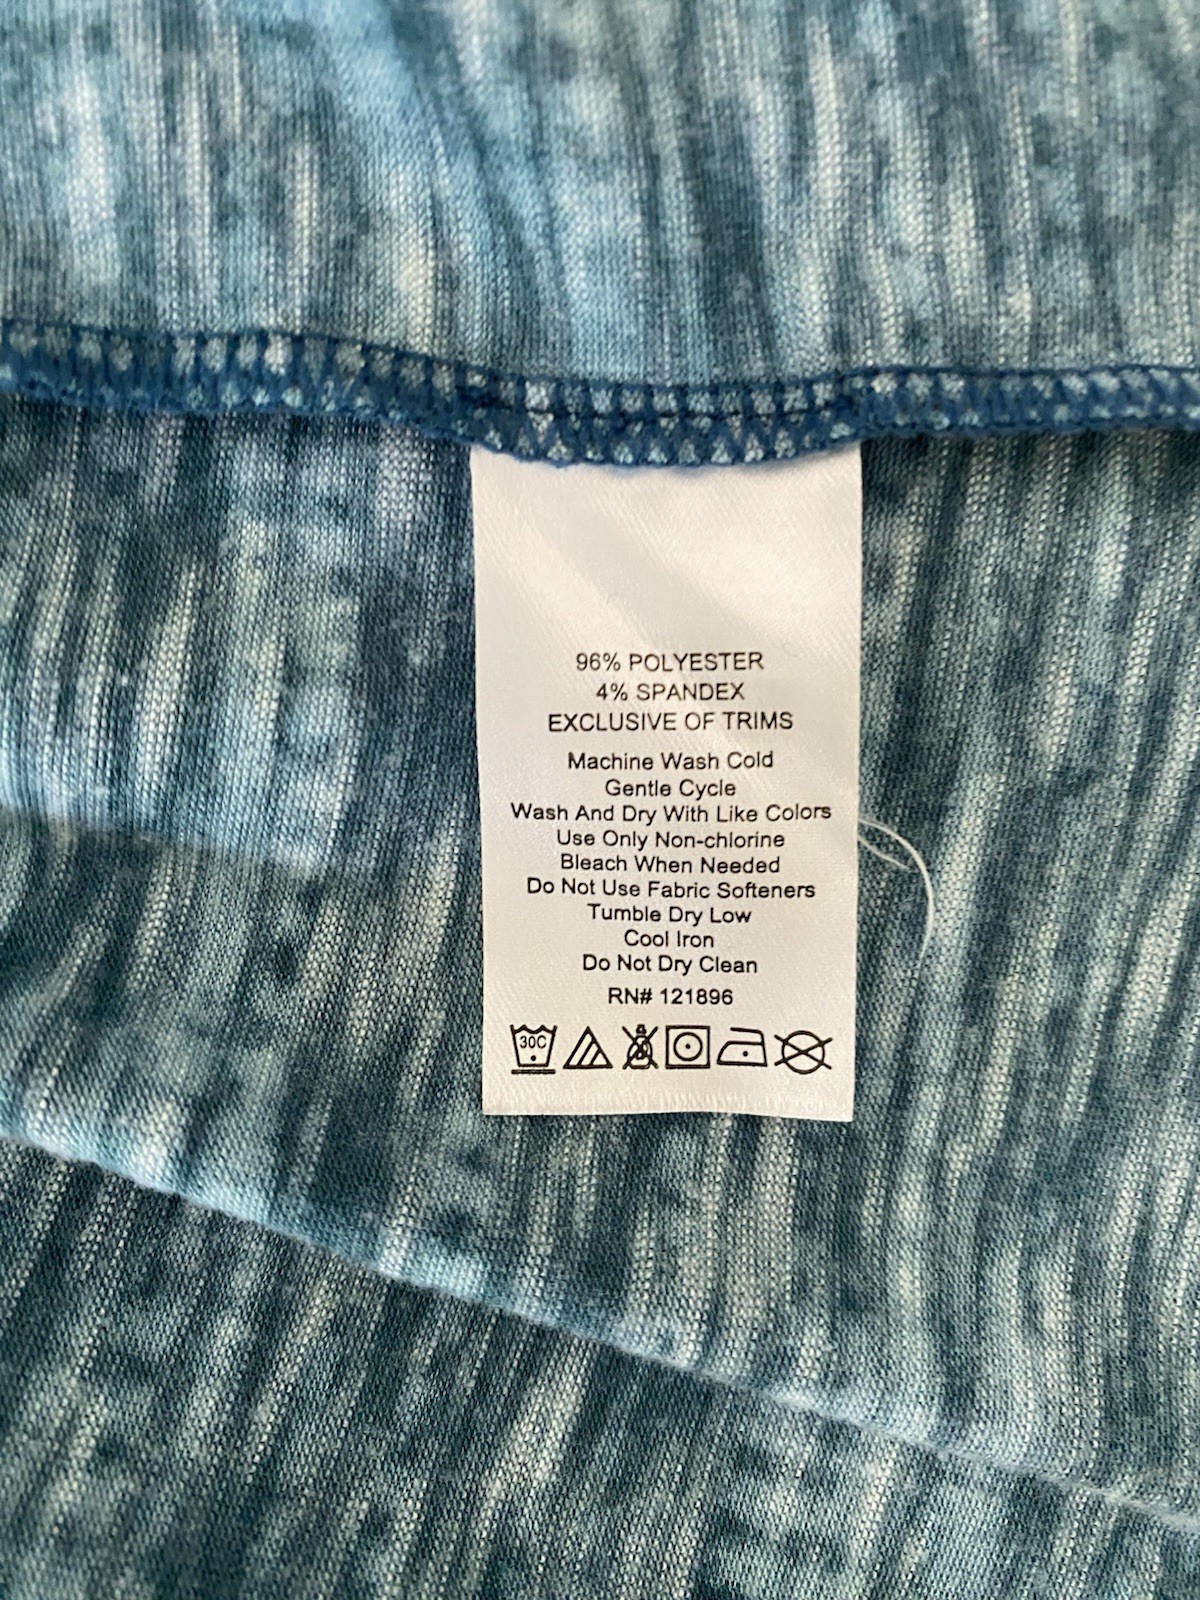 96% POLYESTER
4% SPANDEX
EXCLUSIVE OF TRIMS
Machine Wash Cold
Gentle Cycle
Wash And Dry With Like Colors
Use Only Non-chlorine
Bleach When Needed
Do Not Use Fabric Softeners
Tumble Dry Low
Cool Iron
Do Not Dry Clean
RN# 121896
30C